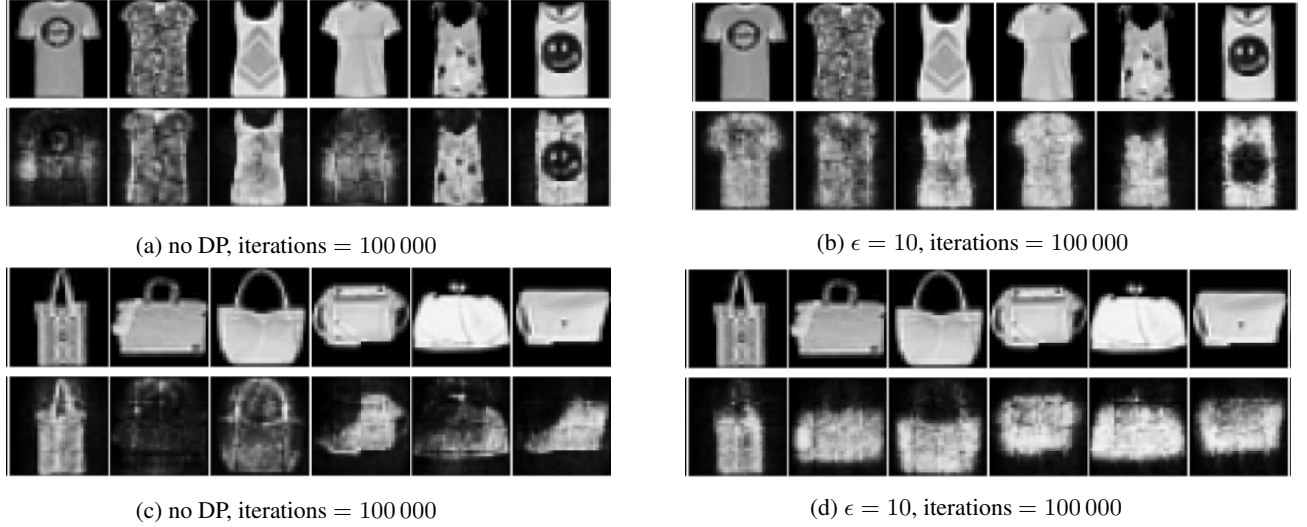 (a) no DP, iterations = 100 000
(b) ϵ = 10, iterations = 100 000
(c) no DP, iterations = 100 000
(d) ϵ = 10, iterations = 100 000